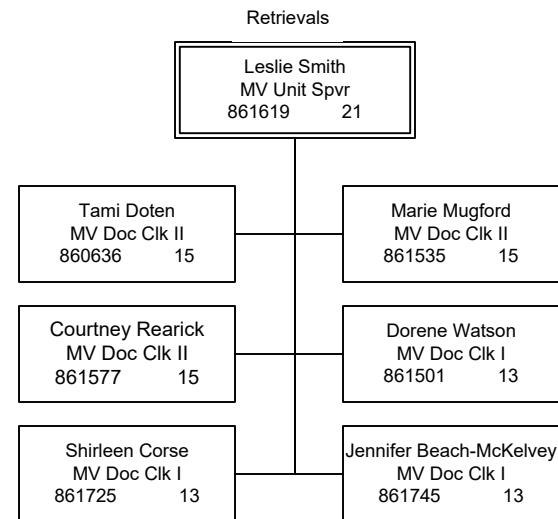 Retrievals
Leslie Smith
MV Unit Spvr
861619 21
Tami Doten
MV Doc Clk II
860636 15
Marie Mugford
MV Doc Clk II
861535 15
Courtney Rearick
MV Doc Clk II
861577 15
Dorene Watson
MV Doc Clk I
861501 13
Shirleen Corse
MV Doc Clk I
861725 13
Jennifer Beach-McKelvey
MV Doc Clk I
861745 13